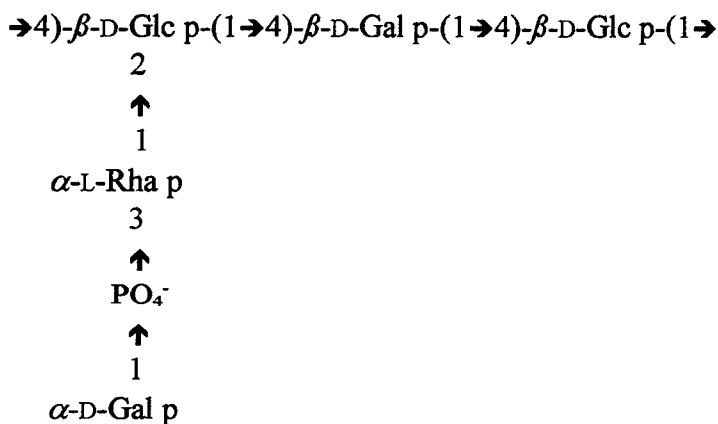 →4)-β-D-Glc p-(1→4)-β-D-Gal p-(1→4)-β-D-Glc p-(1→
2
↑
1
α-L-Rha p
3
↑
PO₄⁻
↑
1
α-D-Gal p